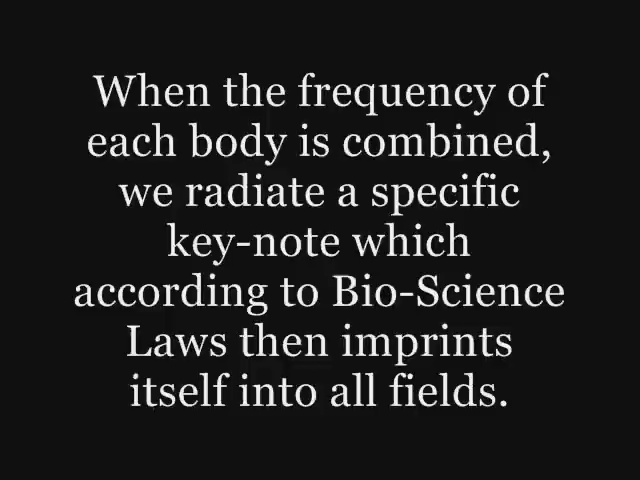 When the frequency of
each body is combined,
we radiate a specific
key-note which
according to Bio-Science
Laws then imprints
itself into all fields.